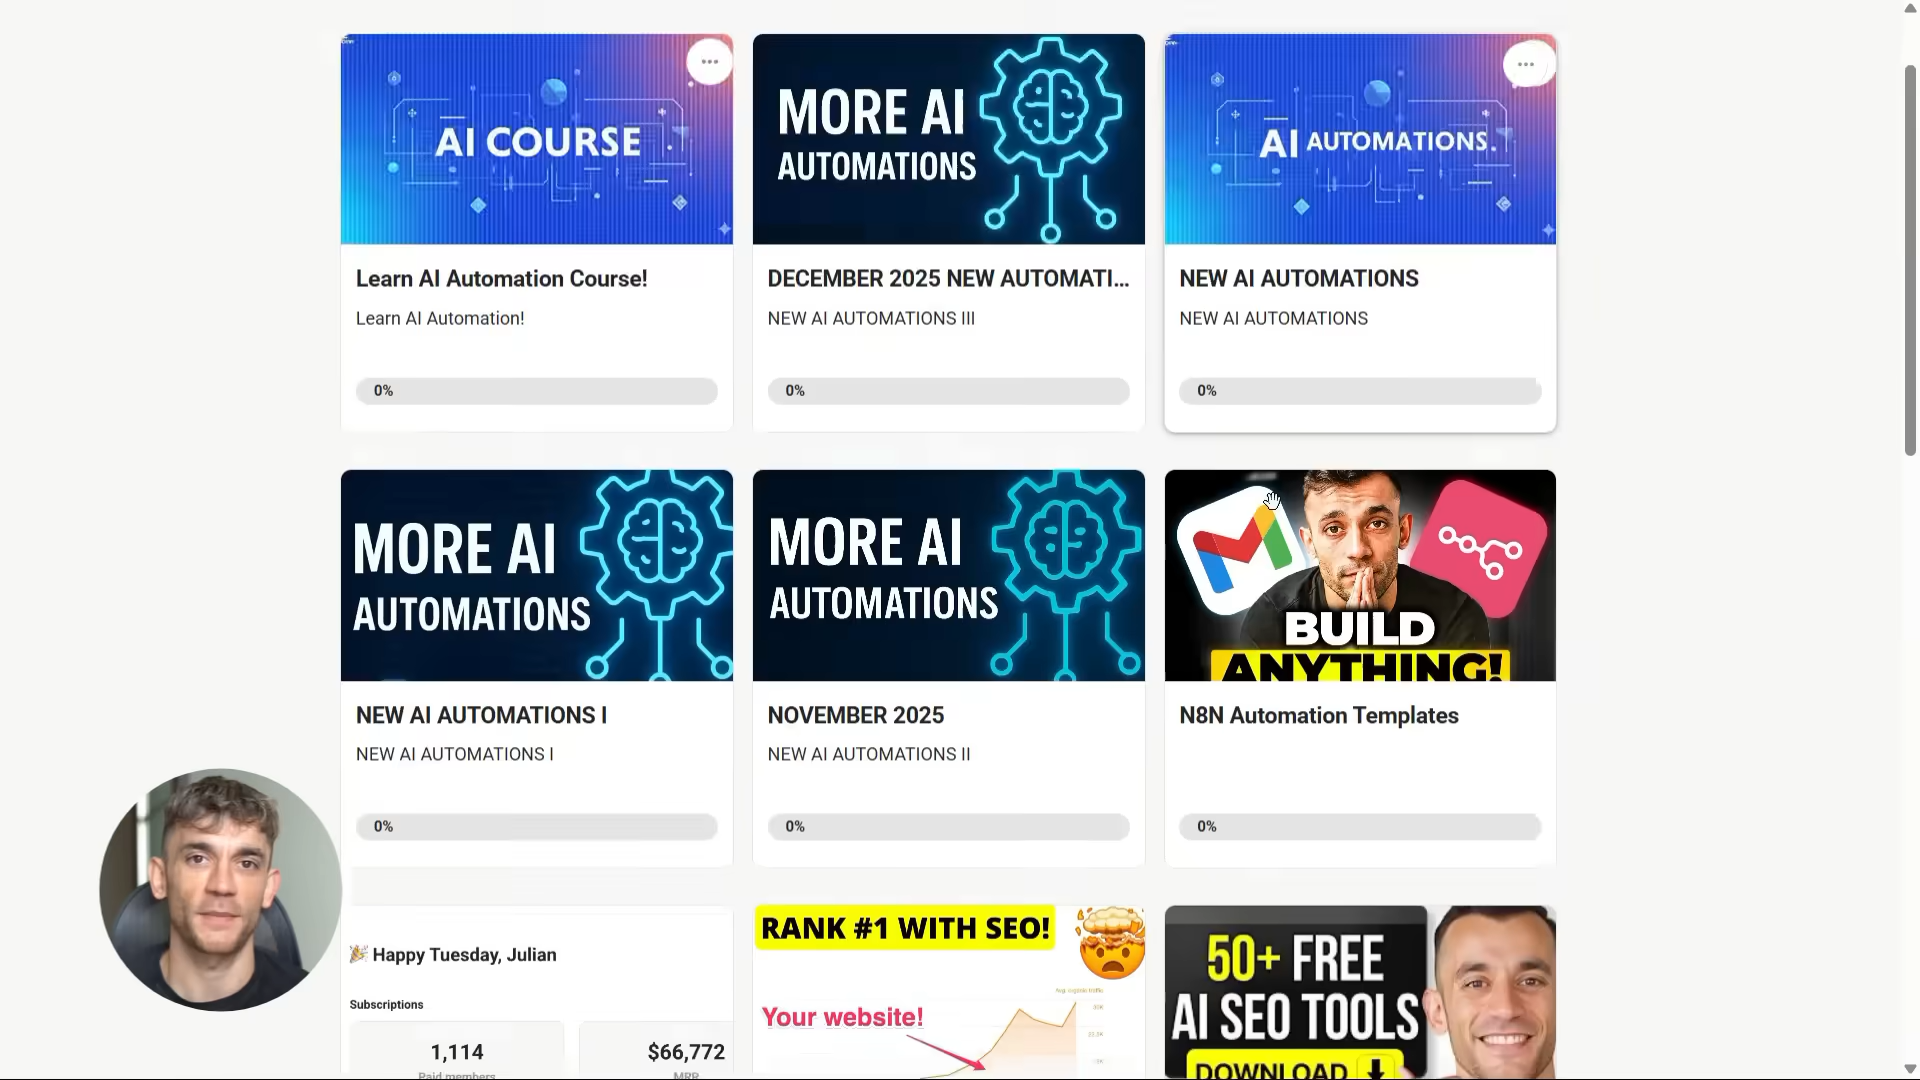 AI COURSE
Learn AI Automation Course!
Learn AI Automation!
0%
MORE AI
AUTOMATIONS
DECEMBER 2025 NEW AUTOMATI...
NEW AI AUTOMATIONS III
0%
AI AUTOMATIONS.
NEW AI AUTOMATIONS
NEW AI AUTOMATIONS
0%
MORE AI
AUTOMATIONS
NEW AI AUTOMATIONS I
NEW AI AUTOMATIONS I
0%
MORE AI
AUTOMATIONS
NOVEMBER 2025
NEW AI AUTOMATIONS II
0%
BUILD
ANYTHING!
N8N Automation Templates
0%
Happy Tuesday, Julian
Subscriptions
1,114
Paid members
$66,772
MRR
RANK #1 WITH SEO!
Your website!
50+ FREE
AI SEO TOOLS
DOWNLOAD